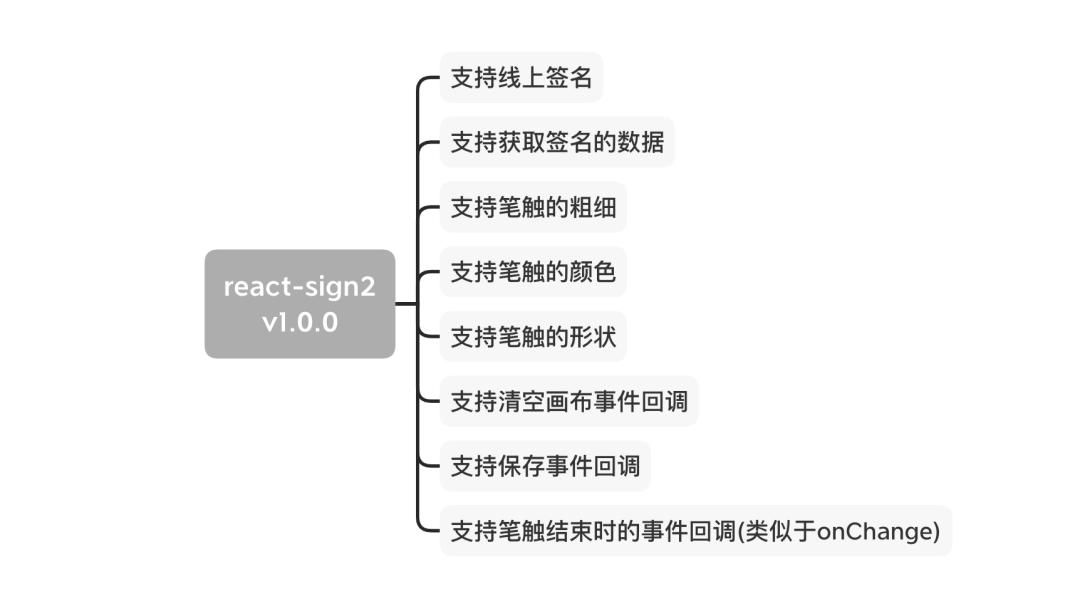 react-sign2
v1.0.0
支持线上签名
支持获取签名的数据
支持笔触的粗细
支持笔触的颜色
支持笔触的形状
支持清空画布事件回调
支持保存事件回调
支持笔触结束时的事件回调(类似于onChange)